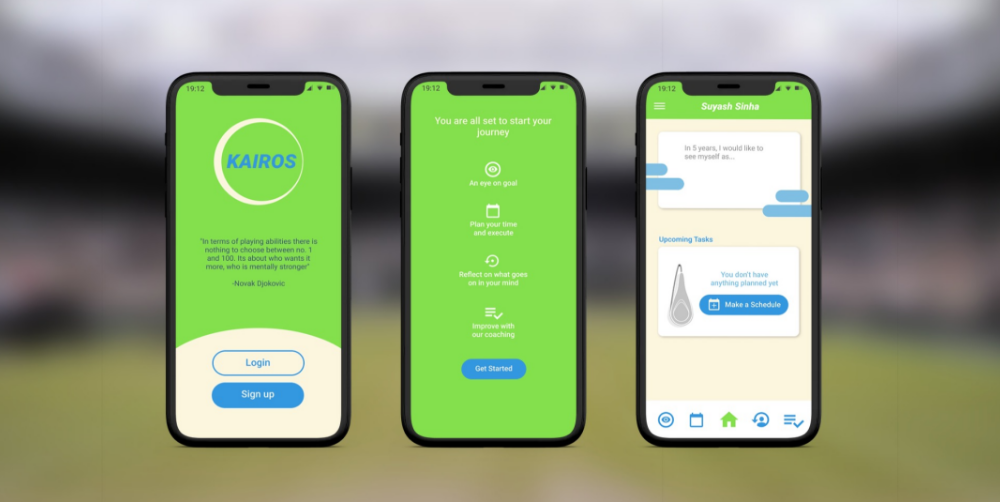 19:12
KAIROS
"In terms of playing abilities there is
nothing to choose between no. 1
and 100. Its about who wants it
more, who is mentally stronger"
-Novak Djokovic
Login
Sign up
19:12
You are all set to start your
journey
An eye on goal
Plan your time
and execute
Reflect on what goes
on in your mind
Improve with
our coaching
Get Started
19:12
Suyash Sinha
In 5 years, I would like to
see myself as...
Upcoming Tasks
You don't have
anything planned yet
Make a Schedule